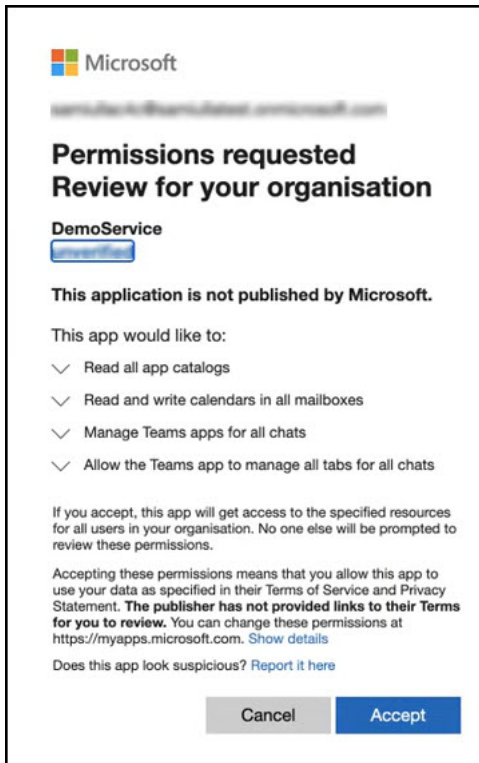 Microsoft
Permissions requested
Review for your organisation
DemoService
unverified
This application is not published by Microsoft.
This app would like to:
Read all app catalogs
Read and write calendars in all mailboxes
Manage Teams apps for all chats
Allow the Teams app to manage all tabs for all chats
If you accept, this app will get access to the specified resources
for all users in your organisation. No one else will be prompted to
review these permissions.
Accepting these permissions means that you allow this app to
use your data as specified in their Terms of Service and Privacy
Statement. The publisher has not provided links to their Terms
for you to review. You can change these permissions at
https://myapps.microsoft.com. Show details
Does this app look suspicious? Report it here
Cancel Accept